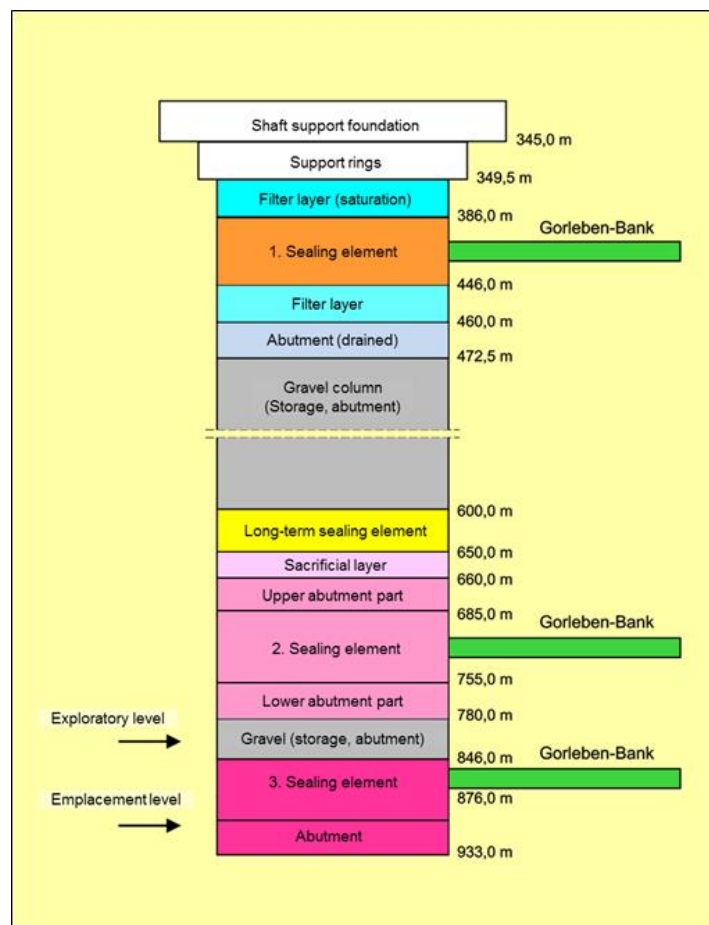 Shaft support foundation
345,0 m
Support rings
349,5 m
Filter layer (saturation)
386,0 m
Gorleben-Bank
1. Sealing element
446,0 m
Filter layer
460,0 m
Abutment (drained)
472,5 m
Gravel column
(Storage, abutment)
600,0 m
Long-term sealing element
650,0 m
Sacrificial layer
660,0 m
Upper abutment part
685,0 m
Gorleben-Bank
2. Sealing element
755,0 m
Lower abutment part
780,0 m
Exploratory level
Gravel (storage, abutment)
846,0 m
Gorleben-Bank
3. Sealing element
876,0 m
Emplacement level
Abutment
933,0 m